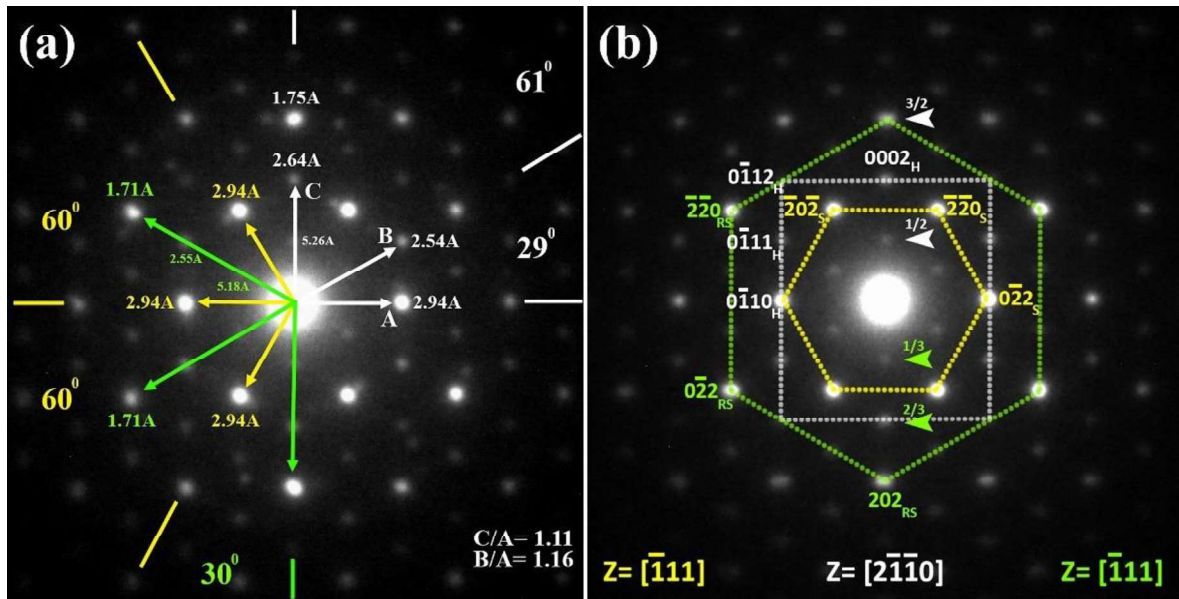 (a)
61⁰
1.75A
2.64A
C
1.71A
2.94A
60⁰
B
2.54A
5.26A
2.55A
29⁰
5.18A
2.94A
2.94A
A
60⁰
1.71A
2.94A
C/A= 1.11
B/A= 1.16
30⁰
(b)
3/2
0002H
01̅12H
2̅2̅0RS
2̅02̅S
2̅2̅0S
1/2
01̅11H
01̅10H
02̅2S
1/3
02̅2RS
2/3
202RS
Z= [1̅11]
Z= [21̅1̅0]
Z= [1̅11]